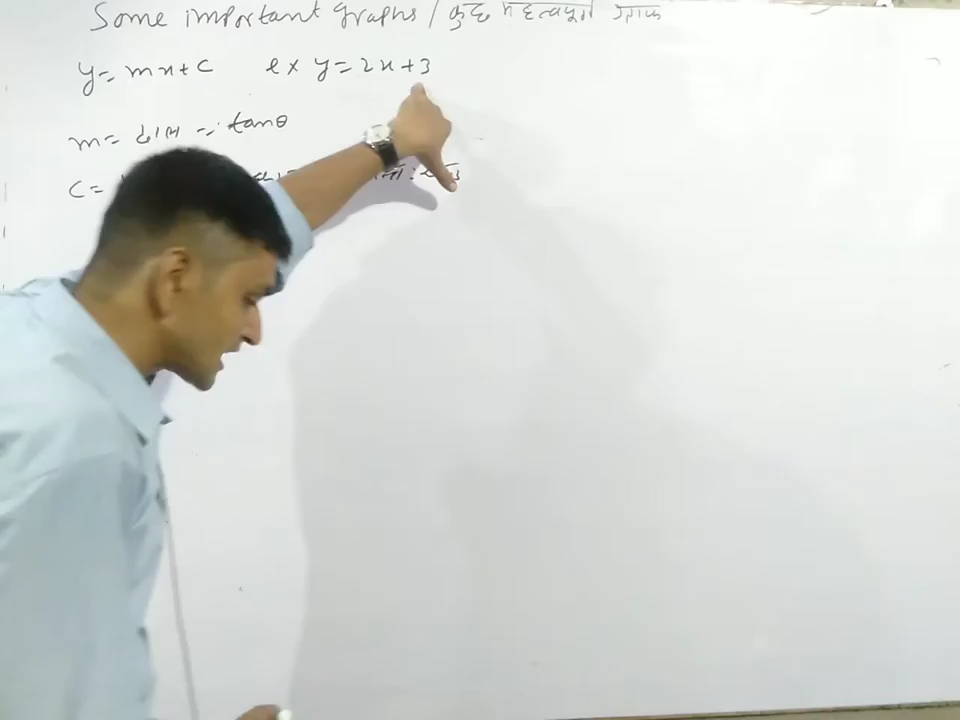 Some important graphs / कुछ महत्वपूर्ण ग्राफ
y = mx + c ex y = 2x + 3
m = ढाल = tanθ
c =